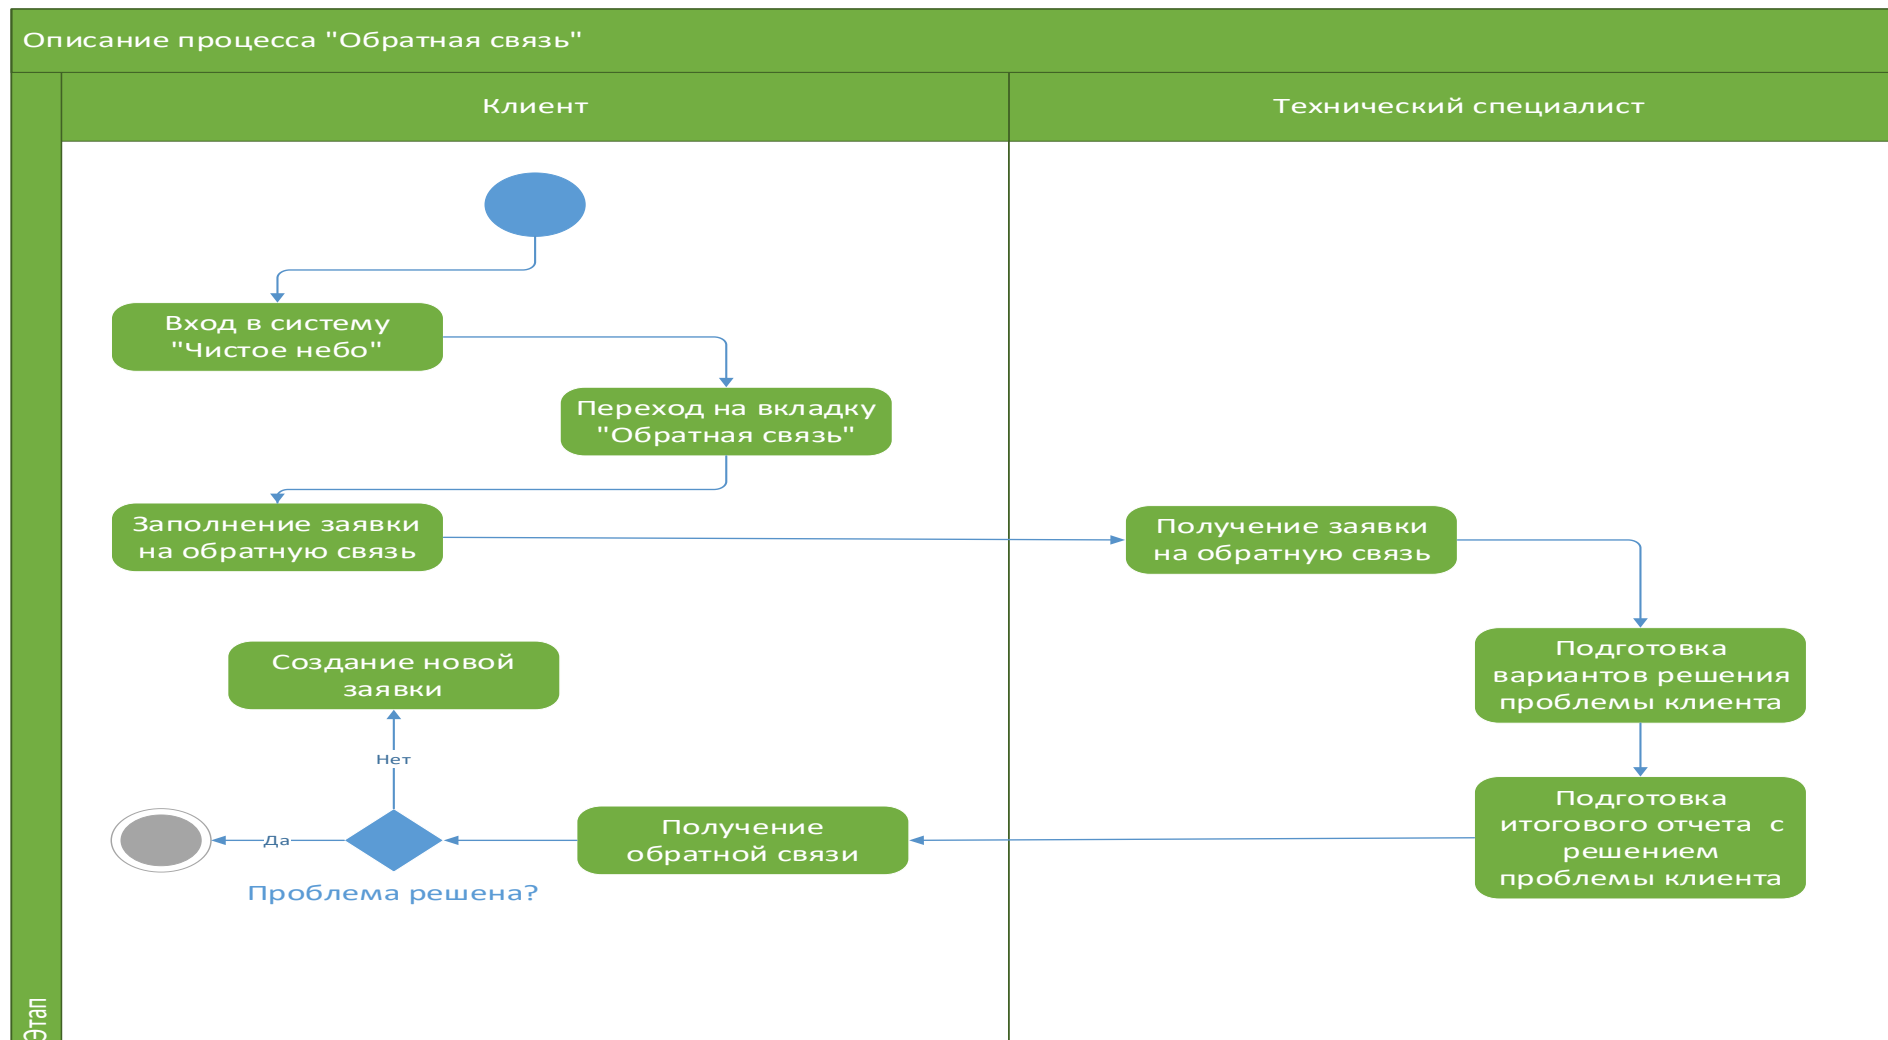 Описание процесса "Обратная связь"
Клиент
Технический специалист
Вход в систему
"Чистое небо"
Переход на вкладку
"Обратная связь"
Заполнение заявки
на обратную связь
Получение заявки
на обратную связь
Создание новой
заявки
Подготовка
вариантов решения
проблемы клиента
Нет
Подготовка
итогового отчета  с
решением
проблемы клиента
Получение
обратной связи
Да
Проблема решена?
Этап